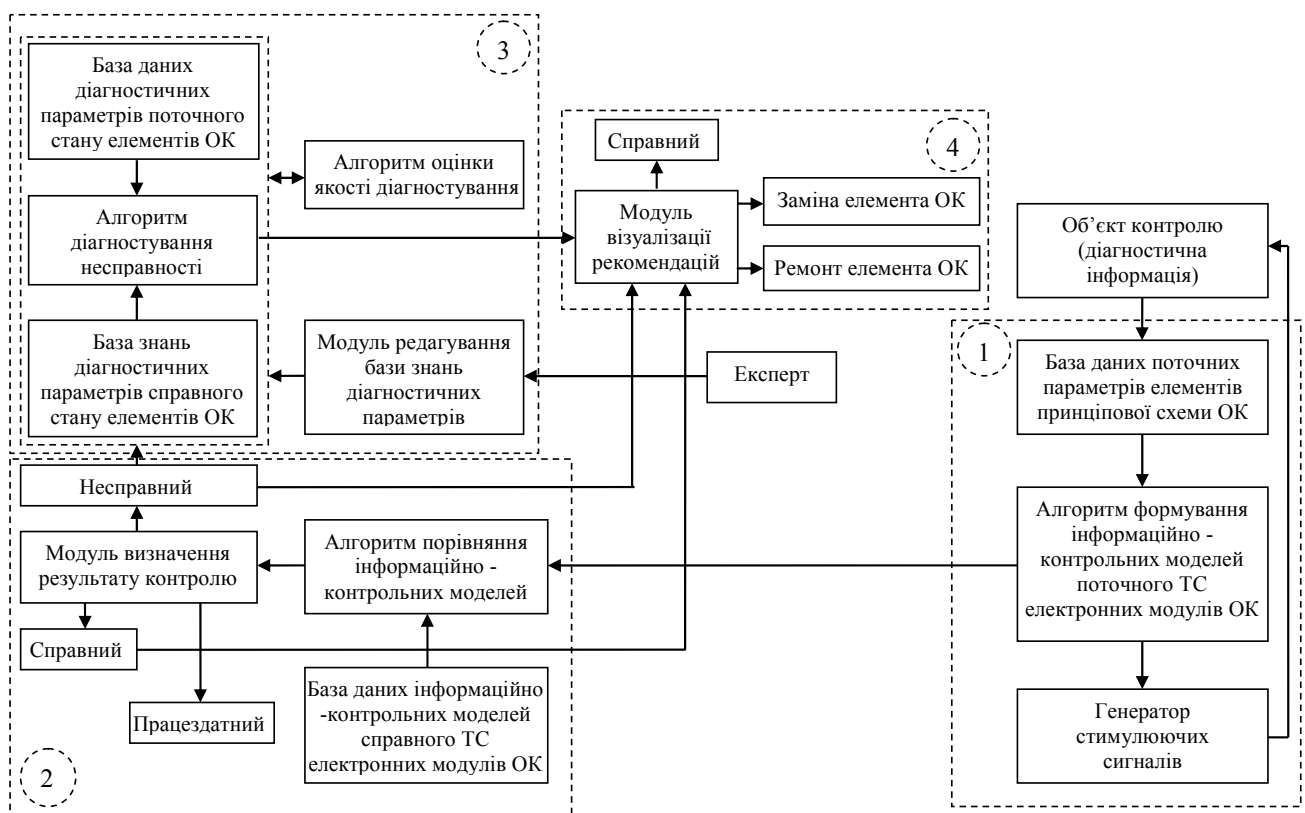 3
База даних
діагностичних
параметрів поточного
стану елементів ОК
Алгоритм оцінки
якості діагностування
Алгоритм
діагностування
несправності
База знань
діагностичних
параметрів справного
стану елементів ОК
Модуль редагування
бази знань
діагностичних
параметрів
Експерт
4
Справний
Модуль
візуалізації
рекомендацій
Заміна елемента ОК
Ремонт елемента ОК
Об’єкт контролю
(діагностична
інформація)
1
База даних поточних
параметрів елементів
принціпової схеми ОК
Алгоритм формування
інформаційно -
контрольних моделей
поточного ТС
електронних модулів ОК
Генератор
стимулюючих
сигналів
Несправний
Модуль визначення
результату контролю
Алгоритм порівняння
інформаційно -
контрольних моделей
Справний
Працездатний
База даних інформаційно
-контрольних моделей
справного ТС
електронних модулів ОК
2